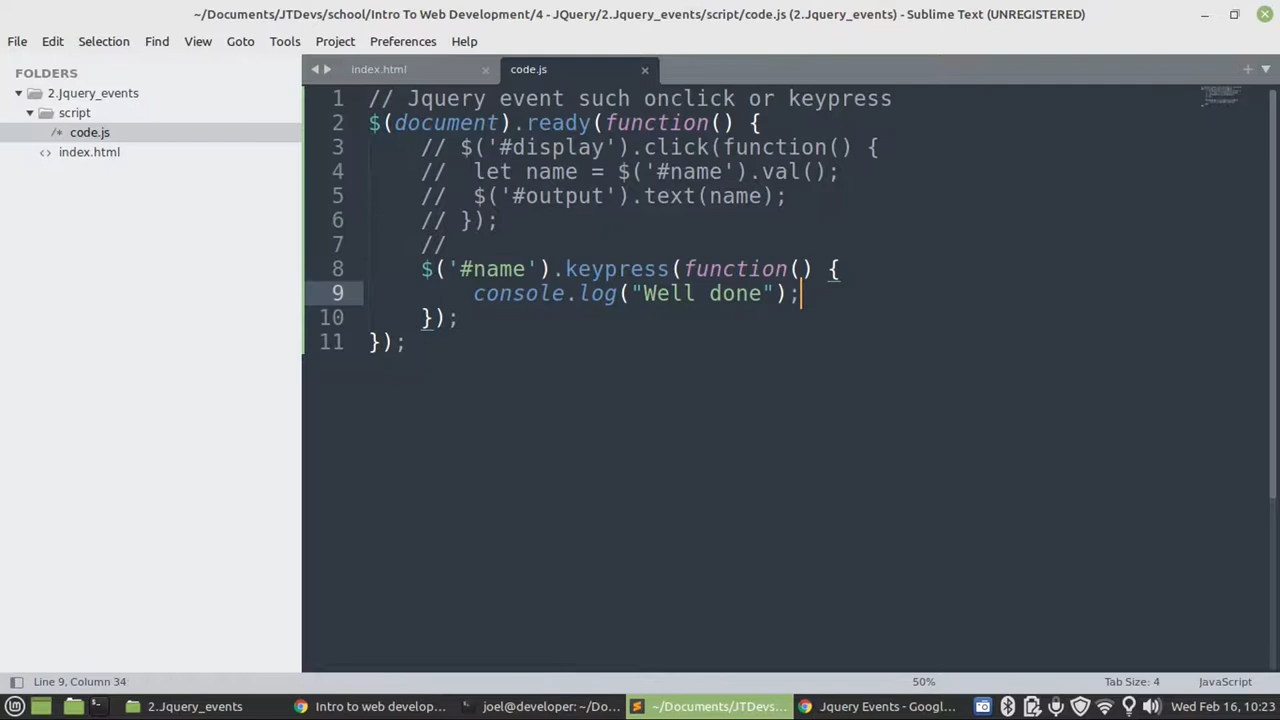 ~/Documents/JTDevs/school/Intro To Web Development/4 - JQuery/2.Jquery_events/script/code.js (2.Jquery_events) - Sublime Text (UNREGISTERED)
File Edit Selection Find View Goto Tools Project Preferences Help
FOLDERS
2.Jquery_events
script
/* code.js
<> index.html
index.html
code.js
1 // Jquery event such onclick or keypress
2 $(document).ready(function() {
3 // $('#display').click(function() {
4 // let name = $('#name').val();
5 // $('#output').text(name);
6 // });
7 //
8 $('#name').keypress(function() {
9 console.log("Well done");
10 });
11 });
Line 9, Column 34
50%
Tab Size: 4
JavaScript
2.Jquery_events
Intro to web develop...
joel@developer: ~/Do...
~/Documents/JTDevs...
Jquery Events - Googl...
Wed Feb 16, 10:23